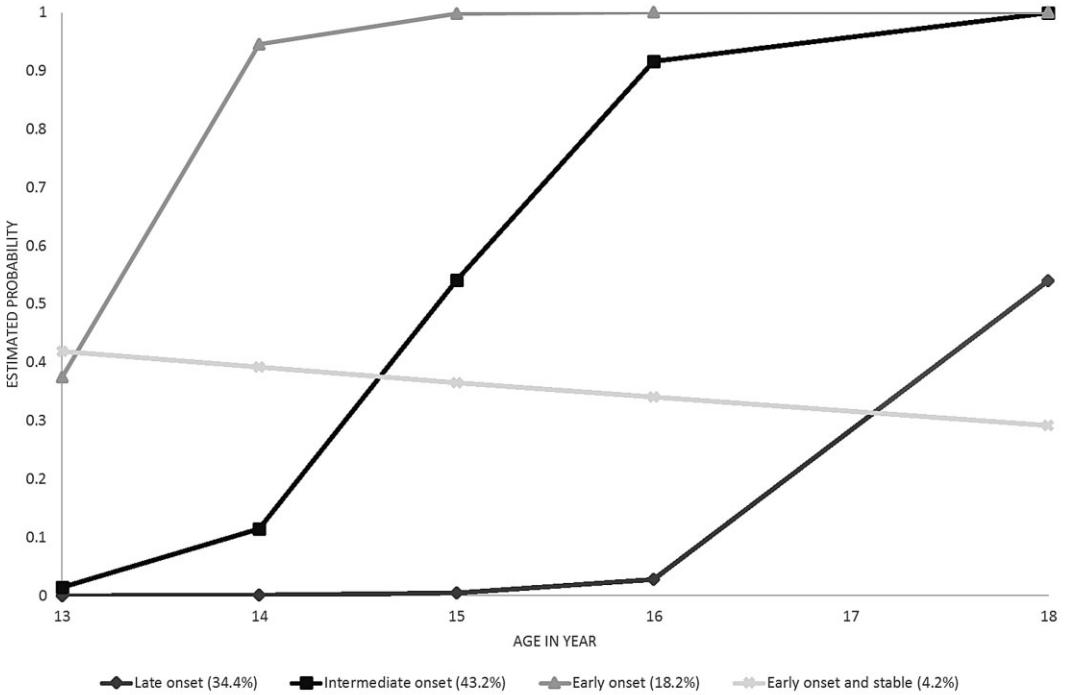 1
0.9
0.8
0.7
0.6
0.5
0.4
0.3
0.2
0.1
0
ESTIMATED PROBABILITY
13 14 15 16 17 18
AGE IN YEAR
Late onset (34.4%) Intermediate onset (43.2%) Early onset (18.2%) Early onset and stable (4.2%)